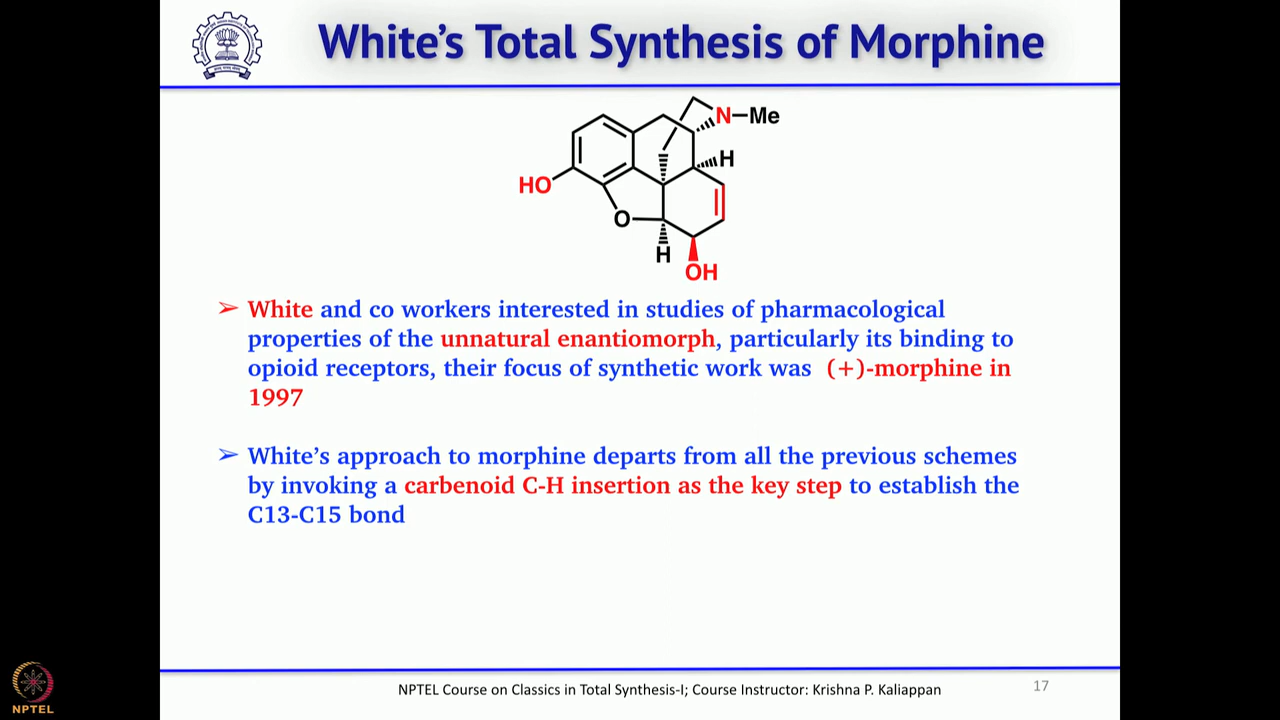 White's Total Synthesis of Morphine
N–Me
H
HO
O
H
OH
➢ White and co workers interested in studies of pharmacological
properties of the unnatural enantiomorph, particularly its binding to
opioid receptors, their focus of synthetic work was (+)-morphine in
1997
➢ White's approach to morphine departs from all the previous schemes
by invoking a carbenoid C-H insertion as the key step to establish the
C13-C15 bond
NPTEL Course on Classics in Total Synthesis-I; Course Instructor: Krishna P. Kaliappan
17
NPTEL